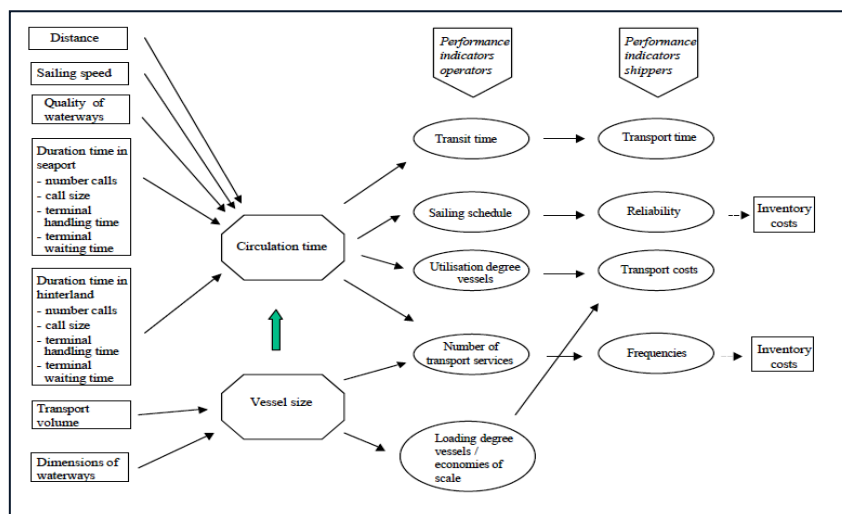 Distance
Sailing speed
Quality of
waterways
Duration time in
seaport
- number calls
- call size
- terminal
handling time
- terminal
waiting time
Duration time in
hinterland
- number calls
- call size
- terminal
handling time
- terminal
waiting time
Transport
volume
Dimensions of
waterways
Circulation time
Vessel size
Performance
indicators
operators
Transit time
Sailing schedule
Utilisation degree
vessels
Number of
transport services
Loading degree
vessels /
economies of
scale
Performance
indicators
shippers
Transport time
Reliability
Transport costs
Frequencies
Inventory
costs
Inventory
costs